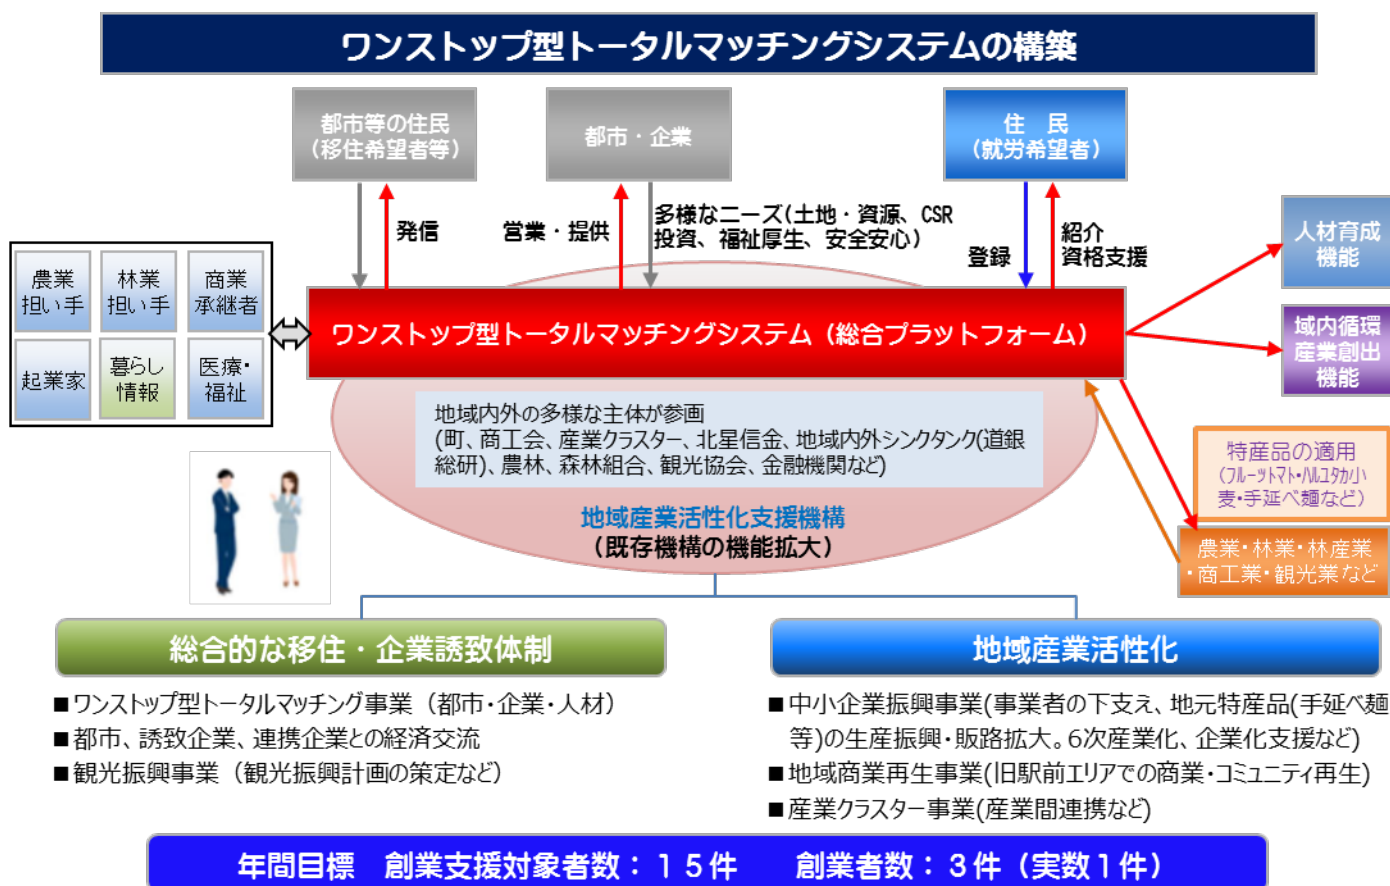 ワンストップ型トータルマッチングシステムの構築
都市等の住民
(移住希望者等)
都市・企業
住　民
(就労希望者)
発信
営業・提供
多様なニーズ(土地・資源、CSR
投資、福祉厚生、安全安心)
登録
紹介
資格支援
人材育成
機能
域内循環
産業創出
機能
農業
担い手
林業
担い手
商業
承継者
起業家
暮らし
情報
医療・
福祉
ワンストップ型トータルマッチングシステム（総合プラットフォーム）
地域内外の多様な主体が参画
(町、商工会、産業クラスター、北星信金、地域内外シンクタンク(道銀
総研)、農林、森林組合、観光協会、金融機関など)
地域産業活性化支援機構
（既存機構の機能拡大）
特産品の適用
(フルーツトマト・ハルユタカ小
麦・手延べ麺など)
農業・林業・林産業
・商工業・観光業など
総合的な移住・企業誘致体制
■ワンストップ型トータルマッチング事業（都市・企業・人材）
■都市、誘致企業、連携企業との経済交流
■観光振興事業（観光振興計画の策定など）
地域産業活性化
■中小企業振興事業(事業者の下支え、地元特産品(手延べ麺
等)の生産振興・販路拡大。6次産業化、企業化支援など)
■地域商業再生事業(旧駅前エリアでの商業・コミュニティ再生)
■産業クラスター事業(産業間連携など)
年間目標　創業支援対象者数：１５件　　創業者数：３件（実数１件）